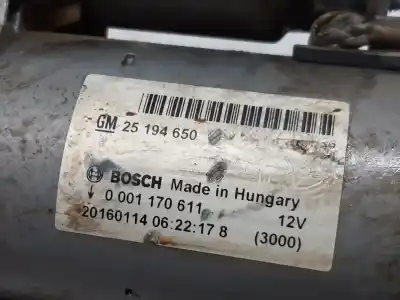 GM 25 194 650
BOSCH Made in Hungary
0 001 170 611 12V
20160114 06:22:17 8 (3000)